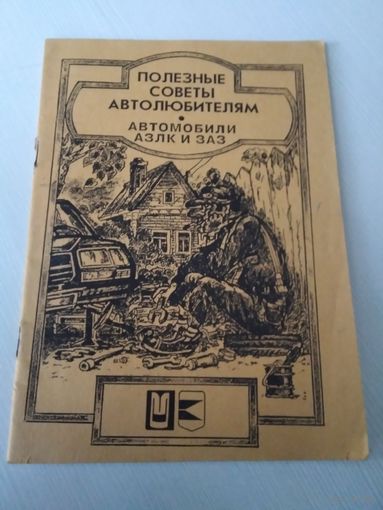 ПОЛЕЗНЫЕ
СОВЕТЫ
АВТОЛЮБИТЕЛЯМ
•
АВТОМОБИЛИ
АЗЛК И ЗАЗ